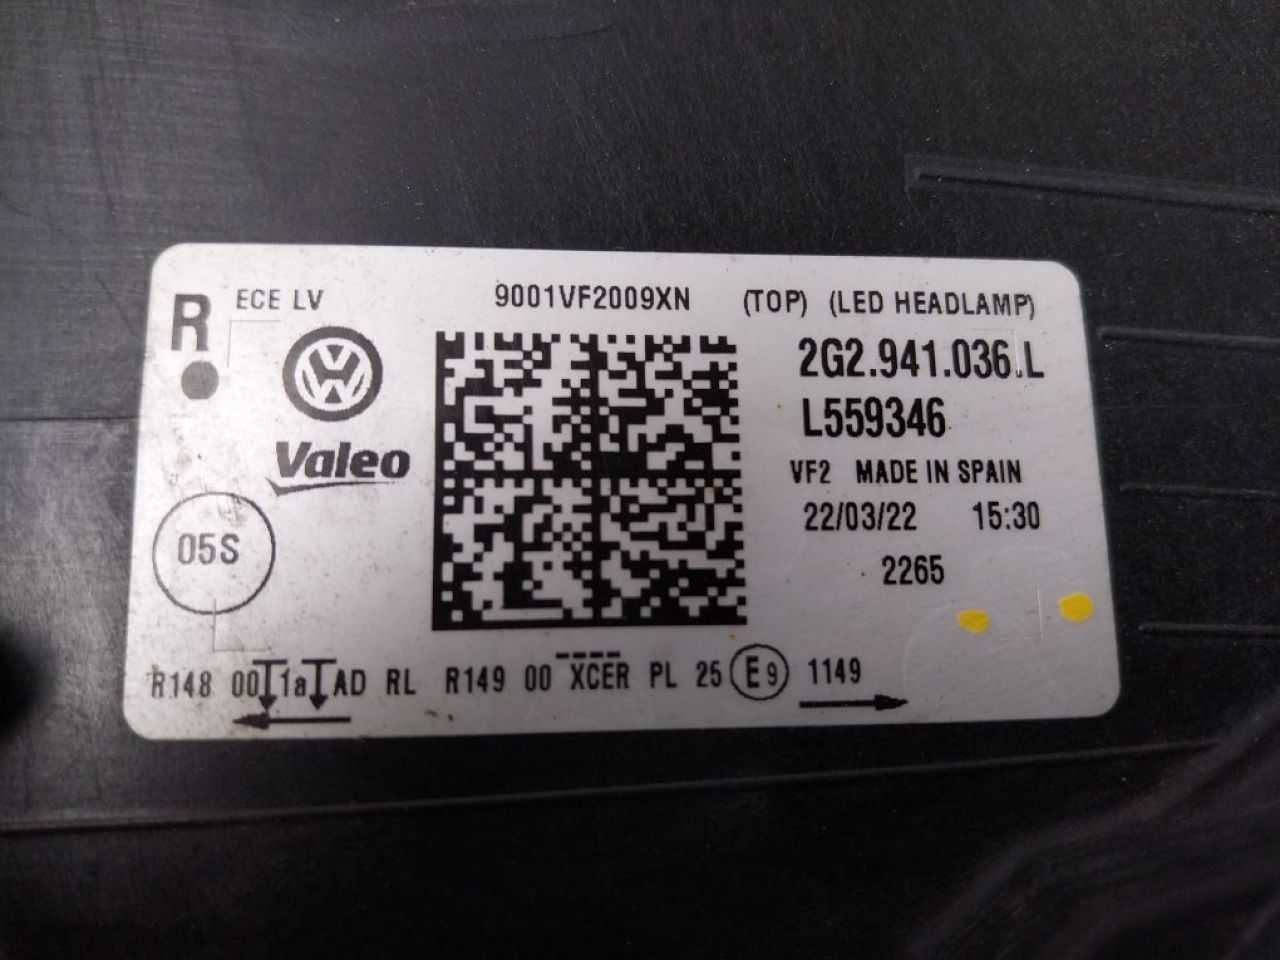 R ECE LV 9001VF2009XN (TOP) (LED HEADLAMP)
2G2.941.036.L
L559346
Valeo
VF2 MADE IN SPAIN
22/03/22 15:30
05S
2265
R148 00 1a AD RL R149 00 XCER PL 25 E9 1149